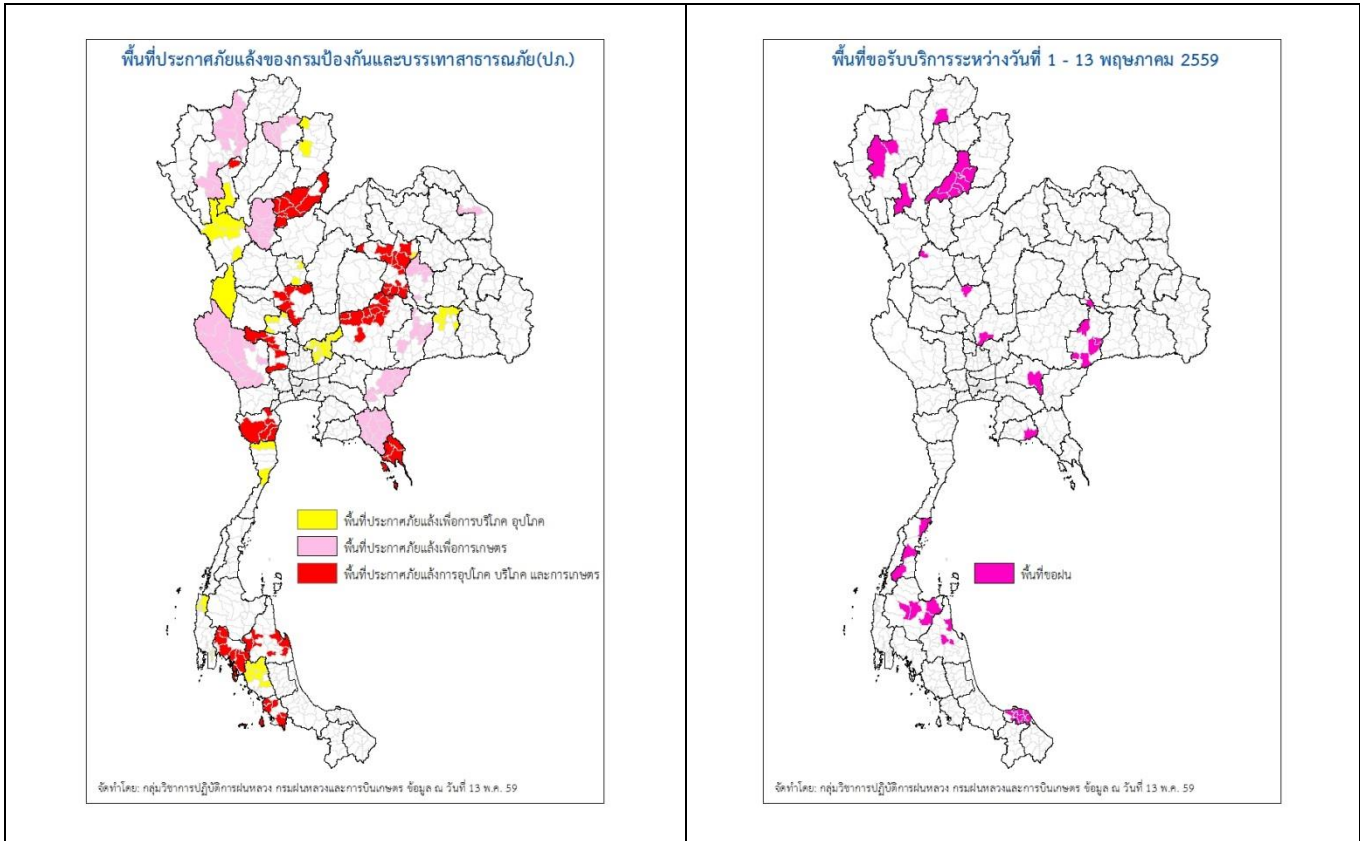 พื้นที่ประกาศภัยแล้งของกรมป้องกันและบรรเทาสาธารณภัย(ปภ.)
พื้นที่ประกาศภัยแล้งเพื่อการบริโภค อุปโภค
พื้นที่ประกาศภัยแล้งเพื่อการเกษตร
พื้นที่ประกาศภัยแล้งการอุปโภค บริโภค และการเกษตร
จัดทำโดย: กลุ่มวิชาการปฏิบัติการฝนหลวง กรมฝนหลวงและการบินเกษตร ข้อมูล ณ วันที่ 13 พ.ค. 59
พื้นที่ขอรับบริการระหว่างวันที่ 1 - 13 พฤษภาคม 2559
พื้นที่ขอฝน
จัดทำโดย: กลุ่มวิชาการปฏิบัติการฝนหลวง กรมฝนหลวงและการบินเกษตร ข้อมูล ณ วันที่ 13 พ.ค. 59